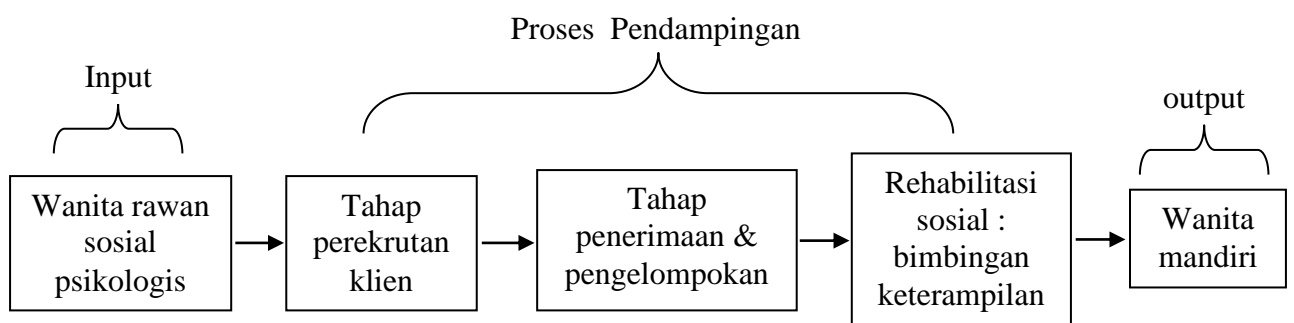 Proses Pendampingan
Input
output
Wanita rawan
sosial
psikologis
Tahap
perekrutan
klien
Tahap
penerimaan &
pengelompokan
Rehabilitasi
sosial :
bimbingan
keterampilan
Wanita
mandiri